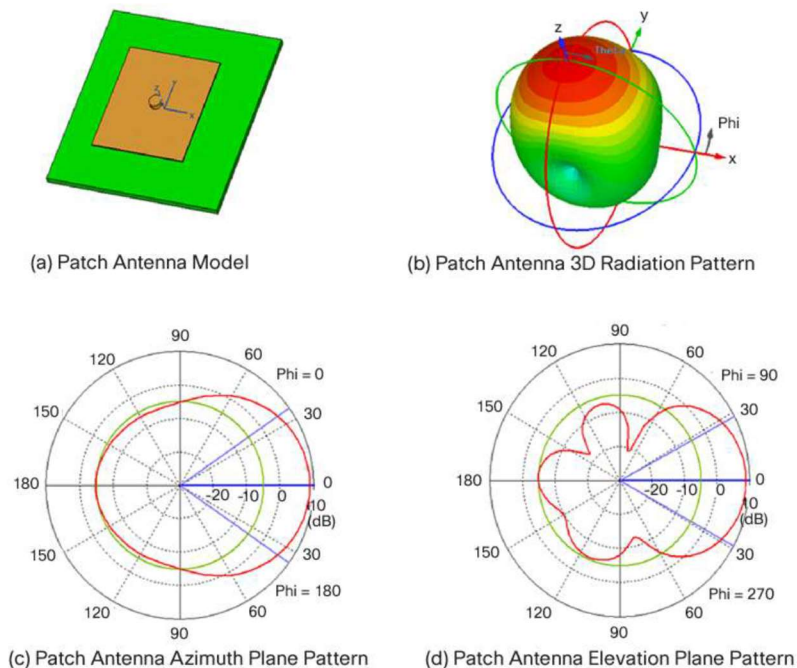 z
y
x
(a) Patch Antenna Model
z
y
Theta
Phi
x
(b) Patch Antenna 3D Radiation Pattern
90
120
60
Phi = 0
150
30
180
-20
-10
0
10
0
(dB)
150
30
120
60
Phi = 180
90
(c) Patch Antenna Azimuth Plane Pattern
90
120
60
Phi = 90
150
30
180
-20
-10
0
10
0
(dB)
150
30
120
60
Phi = 270
90
(d) Patch Antenna Elevation Plane Pattern